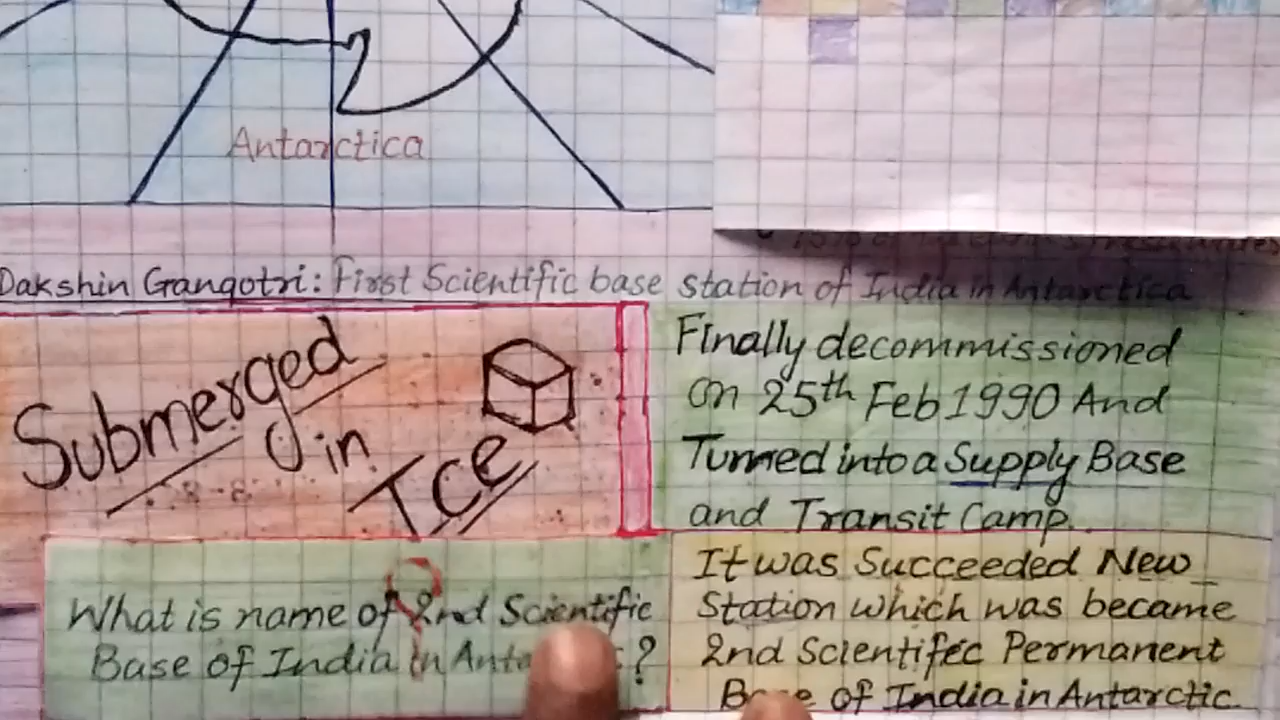 Antarctica
Dakshin Gangotri: First Scientific base station of India in Antarctica
Submerged
in
Ice
Finally decommissioned
on 25th Feb 1990 And
Turned into a Supply Base
and Transit Camp.
What is name of 2nd Scientific
Base of India in ?
It was Succeeded New
Station which was became
2nd Scientific Permanent
of India in Antarctic